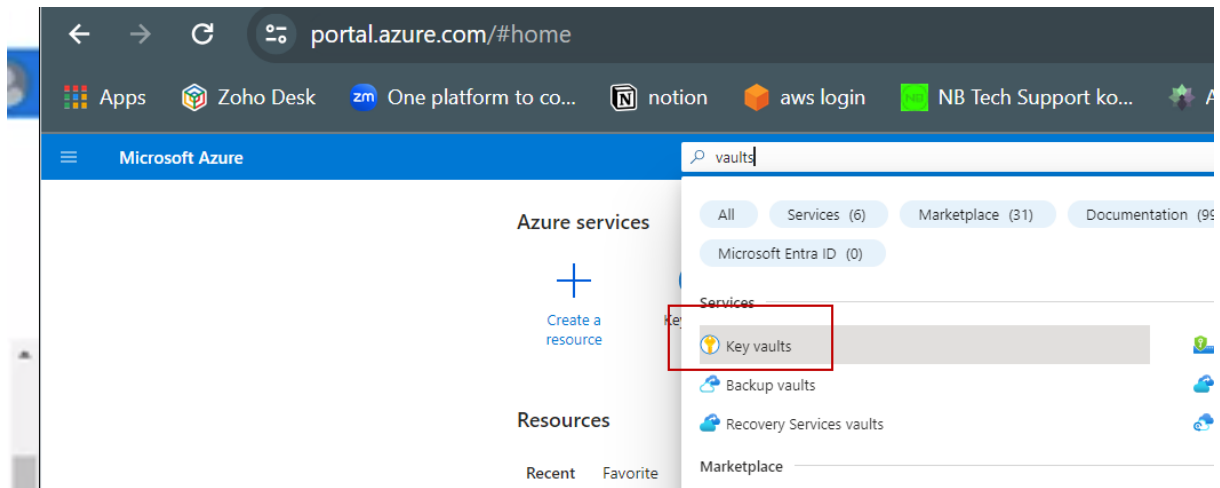 portal.azure.com/#home
Apps Zoho Desk zm One platform to co... notion aws login NB Tech Support ko...
Microsoft Azure vaults
All Services (6) Marketplace (31) Documentation (99
Azure services
Microsoft Entra ID (0)
Services
Create a resource
Key vaults
Backup vaults
Resources
Recovery Services vaults
Marketplace
Recent Favorite